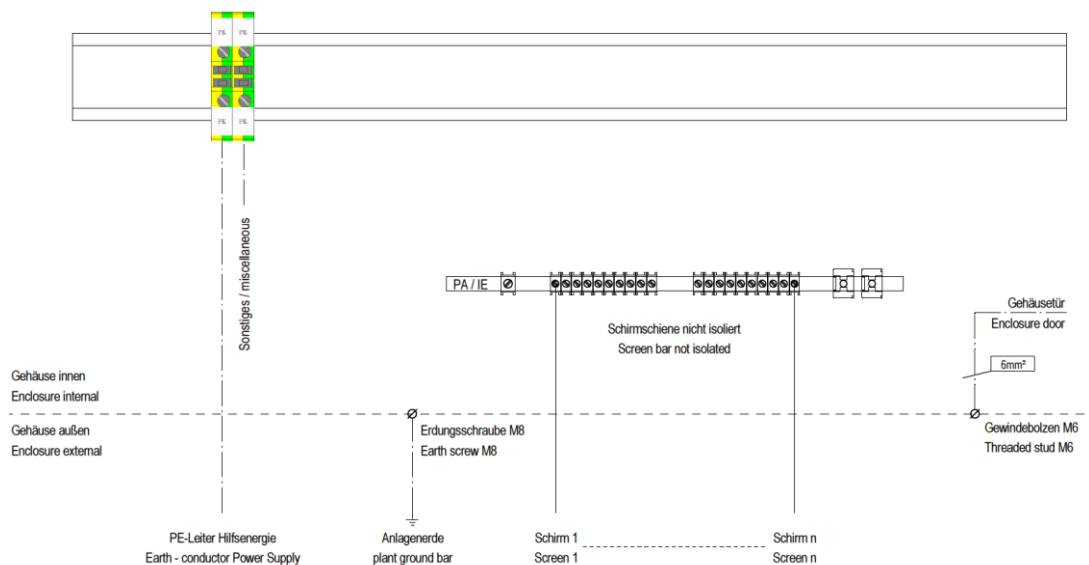 PE PE
PE PE
Sonstiges / miscellaneous
PA / IE
Schirmschiene nicht isoliert
Screen bar not isolated
Gehäusetür
Enclosure door
6mm²
Gehäuse innen
Enclosure internal
Gehäuse außen
Enclosure external
Erdungsschraube M8
Earth screw M8
Gewindebolzen M6
Threaded stud M6
PE-Leiter Hilfsenergie
Earth - conductor Power Supply
Anlagenerde
plant ground bar
Schirm 1
Screen 1
Schirm n
Screen n